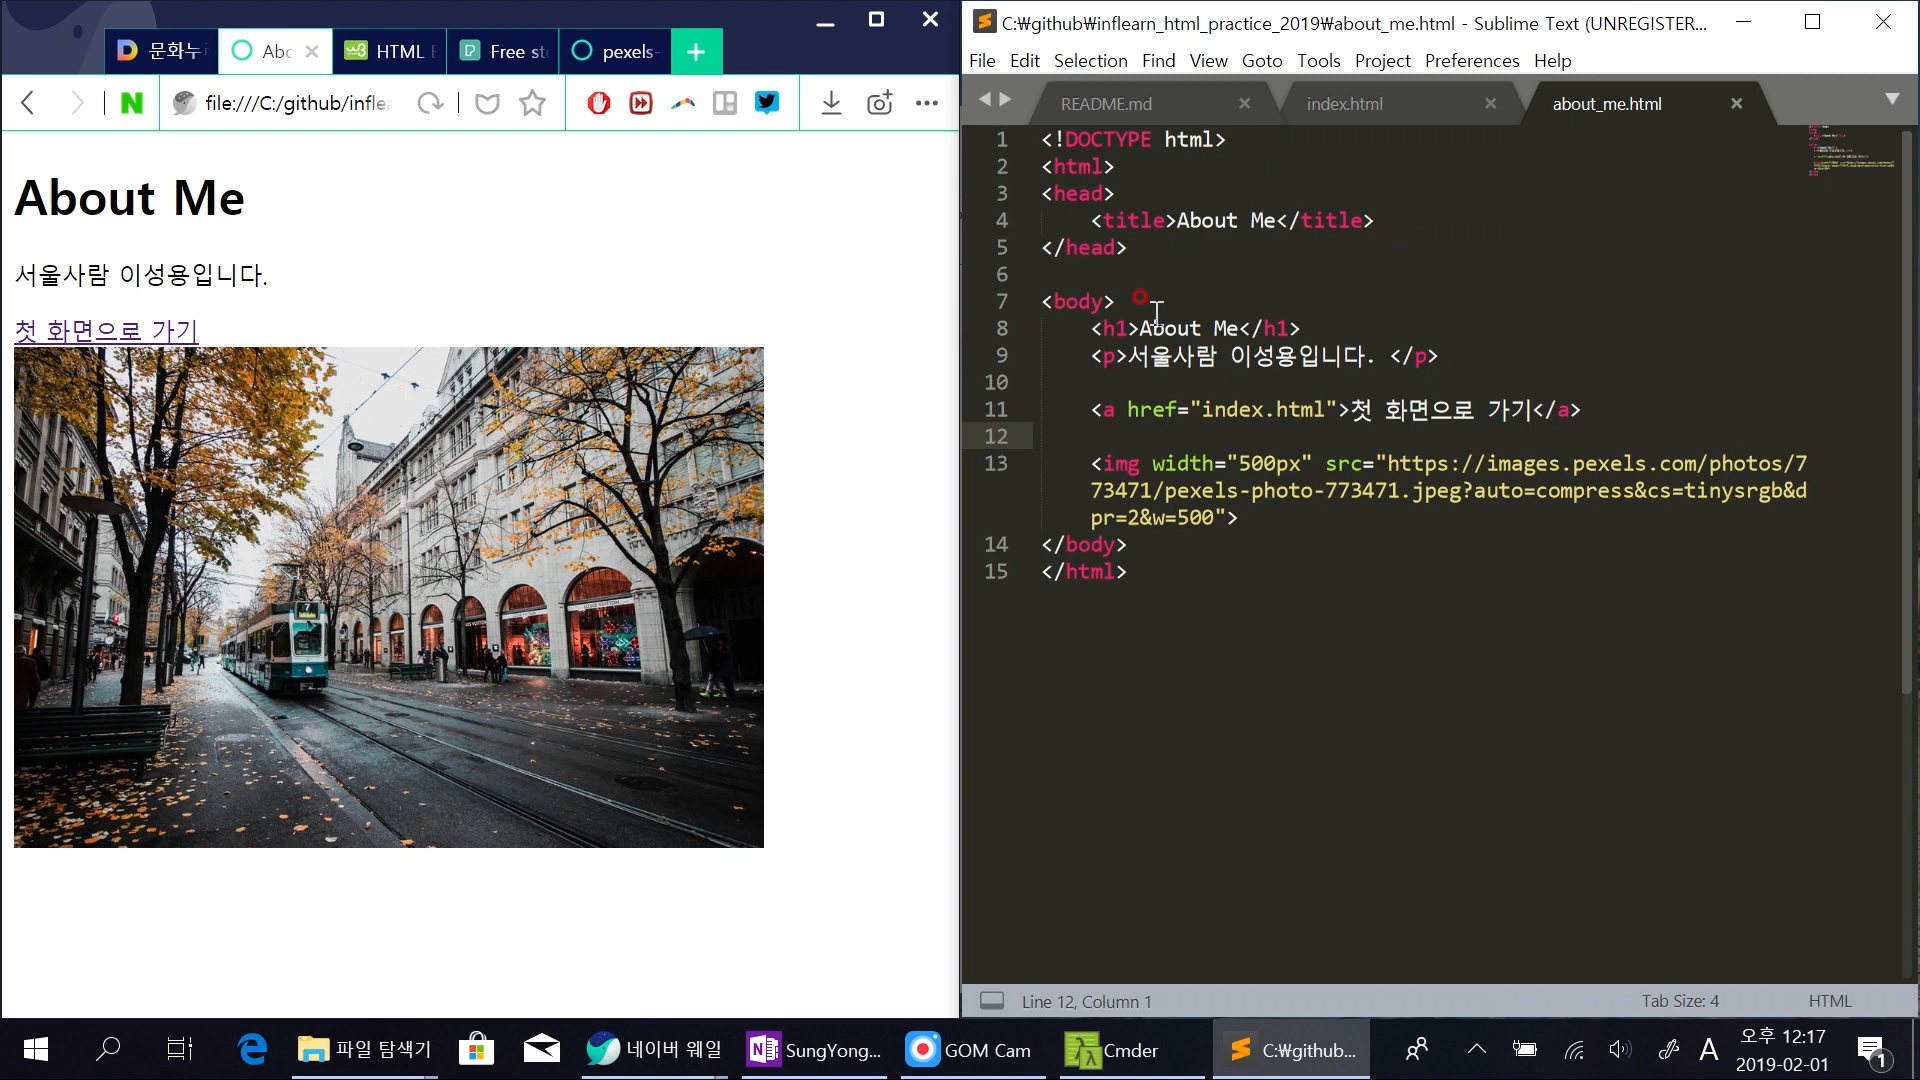 문화누
Abc
HTML E
Free st
pexels-
file:///C:/github/infle
About Me
서울사람 이성용입니다.
첫 화면으로 가기
7
LOUIS VUITTON
C:₩github₩inflearn_html_practice_2019₩about_me.html - Sublime Text (UNREGISTER...
File Edit Selection Find View Goto Tools Project Preferences Help
README.md
index.html
about_me.html
1 <!DOCTYPE html>
2 <html>
3 <head>
4 <title>About Me</title>
5 </head>
6
7 <body>
8 <h1>About Me</h1>
9 <p>서울사람 이성용입니다. </p>
10
11 <a href="index.html">첫 화면으로 가기</a>
12
13 <img width="500px" src="https://images.pexels.com/photos/7
73471/pexels-photo-773471.jpeg?auto=compress&cs=tinysrgb&d
pr=2&w=500">
14 </body>
15 </html>
Line 12, Column 1
Tab Size: 4
HTML
파일 탐색기
네이버 웨일
SungYong...
GOM Cam
Cmder
C:₩github...
A
오후 12:17
2019-02-01
1